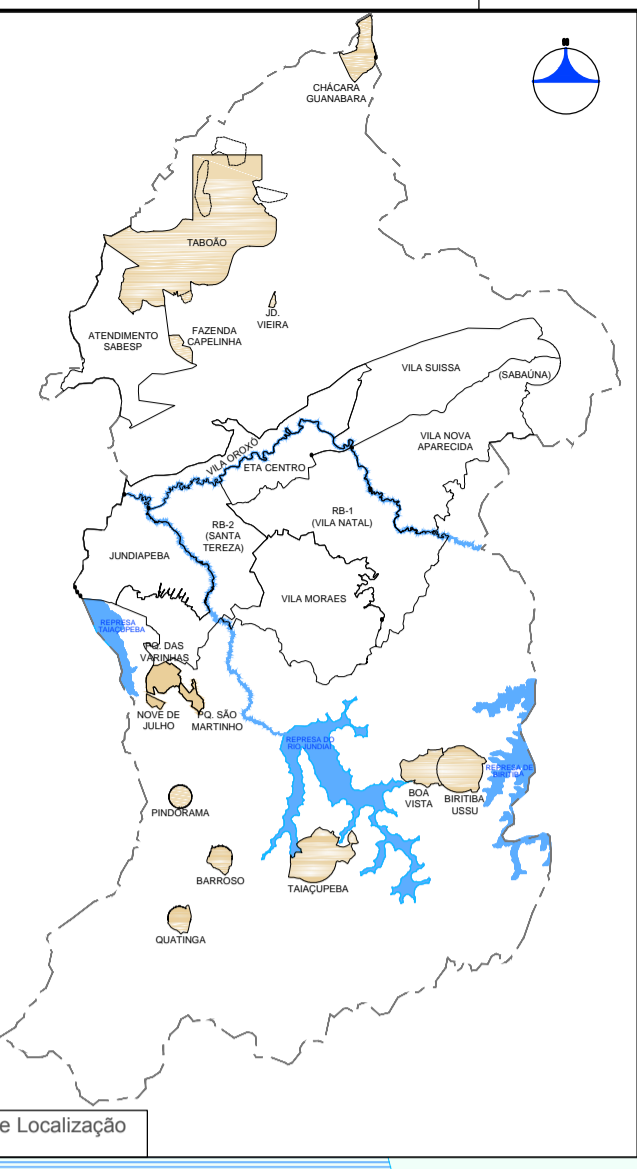 CHÁCARA
GUANABARA
TABOÃO
JD.
VIEIRA
FAZENDA
CAPELINHA
ATENDIMENTO
SABESP
VILA SUISSA
(SABAÚNA)
VILA NOVA
APARECIDA
VILA OROXÓ
ETA CENTRO
RB-1
(VILA NATAL)
RB-2
(SANTA
TEREZA)
JUNDIAPEBA
VILA MORAES
REPRESA
TAIAÇUPEBA
PQ. DAS
VARINHAS
NOVE DE
JULHO
PQ. SÃO
MARTINHO
REPRESA DO
RIO JUNDIAÍ
REPRESA DE
BIRITIBA
BOA
VISTA
BIRITIBA
USSU
PINDORAMA
BARROSO
TAIAÇUPEBA
QUATINGA
e Localização